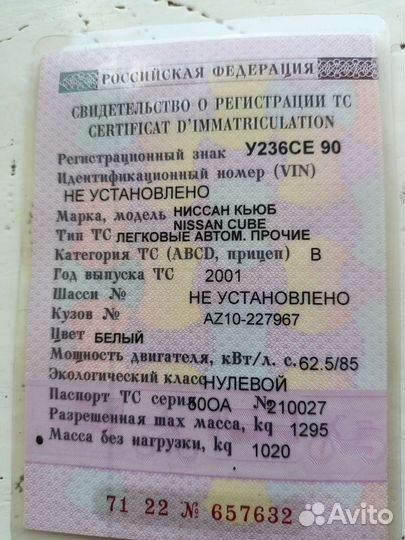 РОССИЙСКАЯ ФЕДЕРАЦИЯ
СВИДЕТЕЛЬСТВО О РЕГИСТРАЦИИ ТС
CERTIFICAT D'IMMATRICULATION
Регистрационный знак У236СЕ 90
Идентификационный номер (VIN)
НЕ УСТАНОВЛЕНО
Марка, модель НИССАН КЬЮБ
NISSAN CUBE
Тип ТС ЛЕГКОВЫЕ АВТОМ. ПРОЧИЕ
Категория ТС (ABCD, прицеп) В
Год выпуска ТС 2001
Шасси № НЕ УСТАНОВЛЕНО
Кузов № AZ10-227967
Цвет БЕЛЫЙ
Мощность двигателя, кВт/л. с. 62.5/85
Экологический класс НУЛЕВОЙ
Паспорт ТС серия 50ОА № 210027
Разрешенная max масса, kg 1295
Масса без нагрузки, kg 1020
71 22 № 657632
Avito